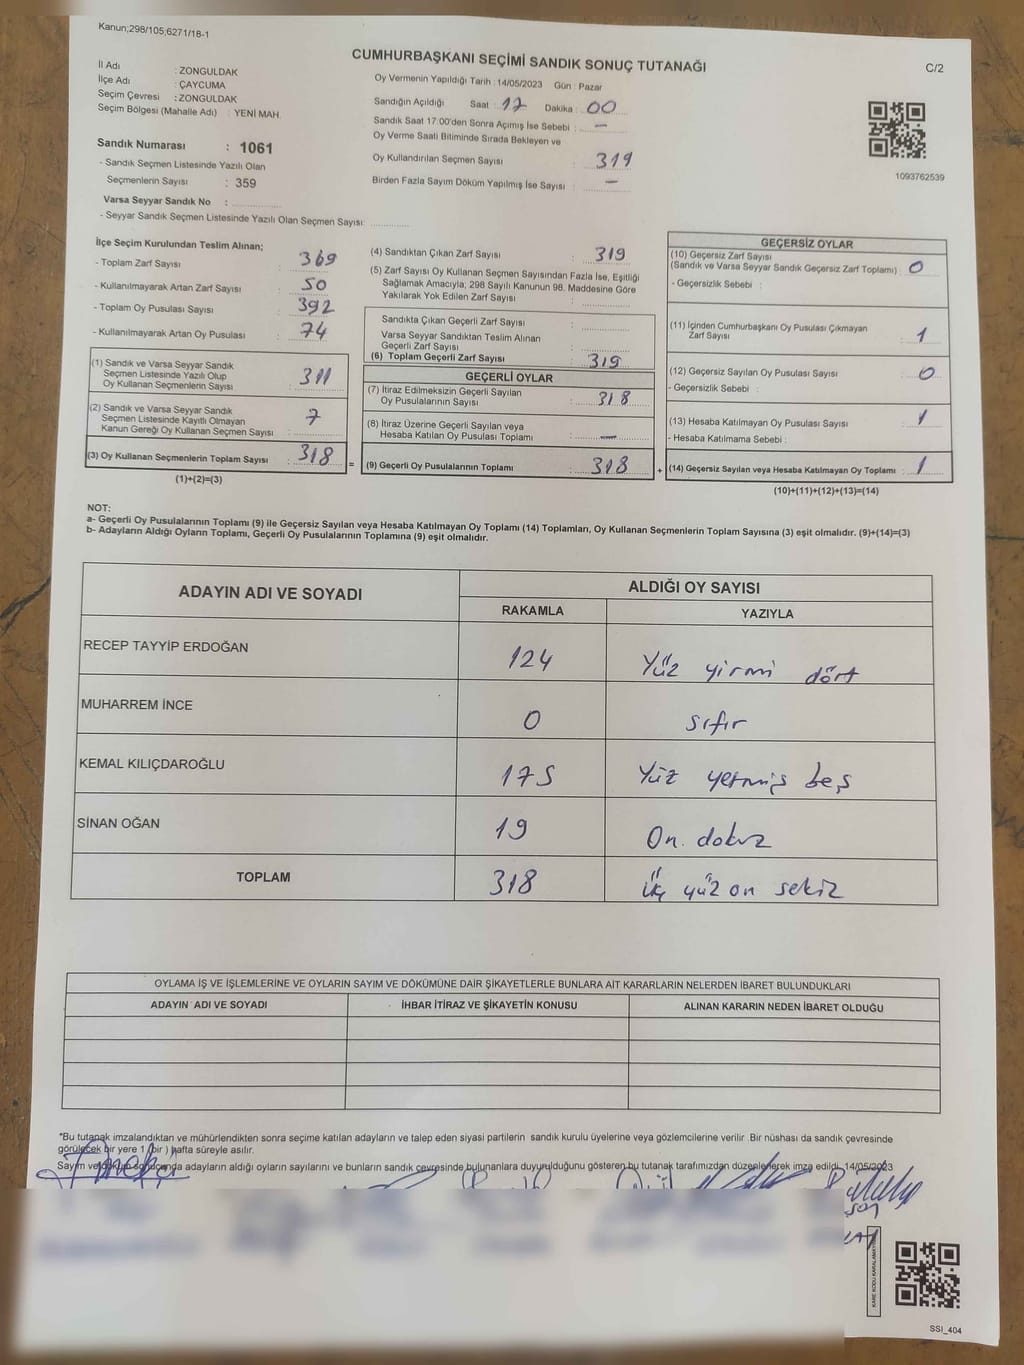 Kanun;298/105;6271/18-1
CUMHURBAŞKANI SEÇİMİ SANDIK SONUÇ TUTANAĞI
C/2
İl Adı : ZONGULDAK
İlçe Adı : ÇAYCUMA
Seçim Çevresi : ZONGULDAK
Seçim Bölgesi (Mahalle Adı) : YENİ MAH.
Sandık Numarası : 1061
- Sandık Seçmen Listesinde Yazılı Olan
Seçmenlerin Sayısı : 359
Varsa Seyyar Sandık No :
- Seyyar Sandık Seçmen Listesinde Yazılı Olan Seçmen Sayısı:
Oy Vermenin Yapıldığı Tarih : 14/05/2023 Gün : Pazar
Sandığın Açıldığı Saat : 17 Dakika : 00
Sandık Saat 17:00'den Sonra Açımış İse Sebebi : —
Oy Verme Saati Bitiminde Sırada Bekleyen ve
Oy Kullandırılan Seçmen Sayısı : 319
Birden Fazla Sayım Döküm Yapılmış İse Sayısı : —
1093762539
İlçe Seçim Kurulundan Teslim Alınan;
- Toplam Zarf Sayısı : 369
- Kullanılmayarak Artan Zarf Sayısı : 50
- Toplam Oy Pusulası Sayısı : 392
- Kullanılmayarak Artan Oy Pusulası : 74
(1) Sandık ve Varsa Seyyar Sandık
Seçmen Listesinde Yazılı Olup
Oy Kullanan Seçmenlerin Sayısı : 311
(2) Sandık ve Varsa Seyyar Sandık
Seçmen Listesinde Kayıtlı Olmayan
Kanun Gereği Oy Kullanan Seçmen Sayısı : 7
(3) Oy Kullanan Seçmenlerin Toplam Sayısı : 318
(1)+(2)=(3)
(4) Sandıktan Çıkan Zarf Sayısı : 319
(5) Zarf Sayısı Oy Kullanan Seçmen Sayısından Fazla İse, Eşitliği
Sağlamak Amacıyla; 298 Sayılı Kanunun 98. Maddesine Göre
Yakılarak Yok Edilen Zarf Sayısı :
Sandıkta Çıkan Geçerli Zarf Sayısı :
Varsa Seyyar Sandıktan Teslim Alınan
Geçerli Zarf Sayısı :
(6) Toplam Geçerli Zarf Sayısı : 319
GEÇERLİ OYLAR
(7) İtiraz Edilmeksizin Geçerli Sayılan
Oy Pusulalarının Sayısı : 318
(8) İtiraz Üzerine Geçerli Sayılan veya
Hesaba Katılan Oy Pusulası Toplamı : —
= (9) Geçerli Oy Pusulalarının Toplamı : 318
GEÇERSİZ OYLAR
(10) Geçersiz Zarf Sayısı
(Sandık ve Varsa Seyyar Sandık Geçersiz Zarf Toplamı) : 0
- Geçersizlik Sebebi :
(11) İçinden Cumhurbaşkanı Oy Pusulası Çıkmayan
Zarf Sayısı : 1
(12) Geçersiz Sayılan Oy Pusulası Sayısı : 0
- Geçersizlik Sebebi :
(13) Hesaba Katılmayan Oy Pusulası Sayısı : 1
- Hesaba Katılmama Sebebi :
+ (14) Geçersiz Sayılan veya Hesaba Katılmayan Oy Toplamı : 1
(10)+(11)+(12)+(13)=(14)
NOT:
a- Geçerli Oy Pusulalarının Toplamı (9) ile Geçersiz Sayılan veya Hesaba Katılmayan Oy Toplamı (14) Toplamları, Oy Kullanan Seçmenlerin Toplam Sayısına (3) eşit olmalıdır. (9)+(14)=(3)
b- Adayların Aldığı Oyların Toplamı, Geçerli Oy Pusulalarının Toplamına (9) eşit olmalıdır.
ADAYIN ADI VE SOYADI ALDIĞI OY SAYISI
RAKAMLA YAZIYLA
RECEP TAYYİP ERDOĞAN 124 Yüz yirmi dört
MUHARREM İNCE 0 sıfır
KEMAL KILIÇDAROĞLU 175 Yüz yetmiş beş
SİNAN OĞAN 19 On dokuz
TOPLAM 318 Üç yüz on sekiz
OYLAMA İŞ VE İŞLEMLERİNE VE OYLARIN SAYIM VE DÖKÜMÜNE DAİR ŞİKAYETLERLE BUNLARA AİT KARARLARIN NELERDEN İBARET BULUNDUKLARI
ADAYIN ADI VE SOYADI İHBAR İTİRAZ VE ŞİKAYETİN KONUSU ALINAN KARARIN NEDEN İBARET OLDUĞU
*Bu tutanak imzalandıktan ve mühürlendikten sonra seçime katılan adayların ve talep eden siyasi partilerin sandık kurulu üyelerine veya gözlemcilerine verilir. Bir nüshası da sandık çevresinde
görülecek bir yere 1 (bir) hafta süreyle asılır.
Sayım ve döküm sonucunda adayların aldığı oyların sayılarını ve bunların sandık çevresinde bulunanlara duyurulduğunu gösteren bu tutanak tarafımızdan düzenlenerek imza edildi. 14/05/2023
SSI_404